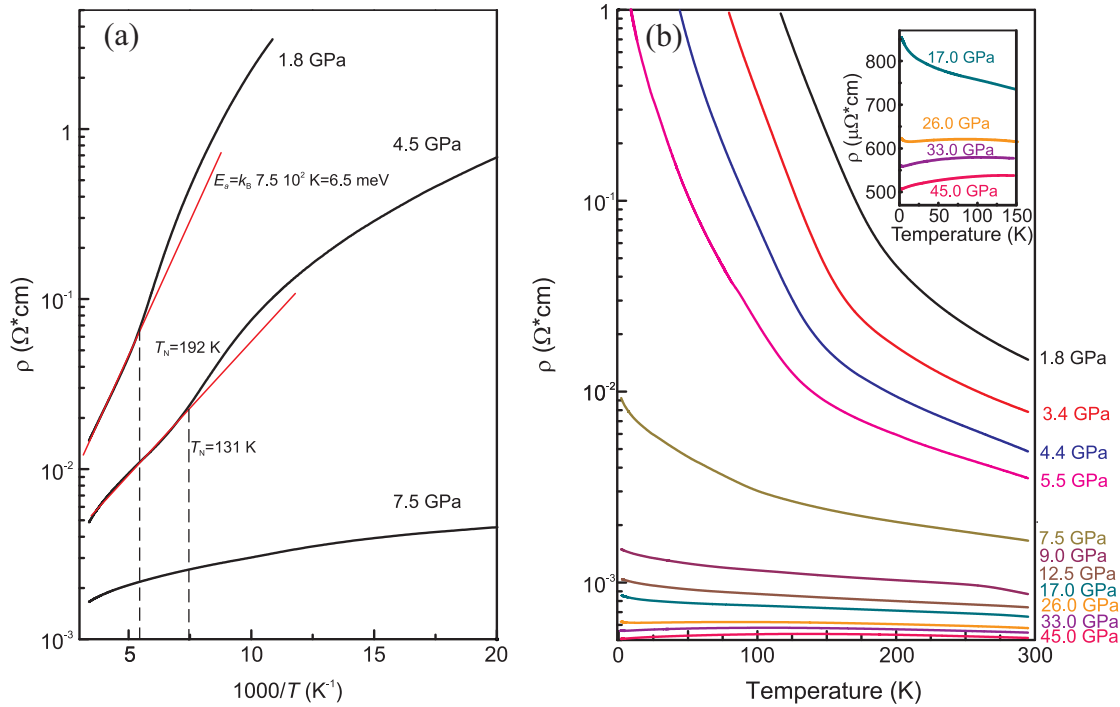 (a)
1.8 GPa
4.5 GPa
E_a=k_B 7.5 10² K=6.5 meV
T_N=192 K
T_N=131 K
7.5 GPa
1
10⁻¹
10⁻²
10⁻³
ρ (Ω*cm)
5
10
15
20
1000/T (K⁻¹)
(b)
1
0.1
10⁻²
10⁻³
ρ (Ω*cm)
0
50
100
150
200
250
300
Temperature (K)
1.8 GPa
3.4 GPa
4.4 GPa
5.5 GPa
7.5 GPa
9.0 GPa
12.5 GPa
17.0 GPa
26.0 GPa
33.0 GPa
45.0 GPa
800
700
600
500
ρ (μΩ*cm)
17.0 GPa
26.0 GPa
33.0 GPa
45.0 GPa
0
50
100
150
Temperature (K)